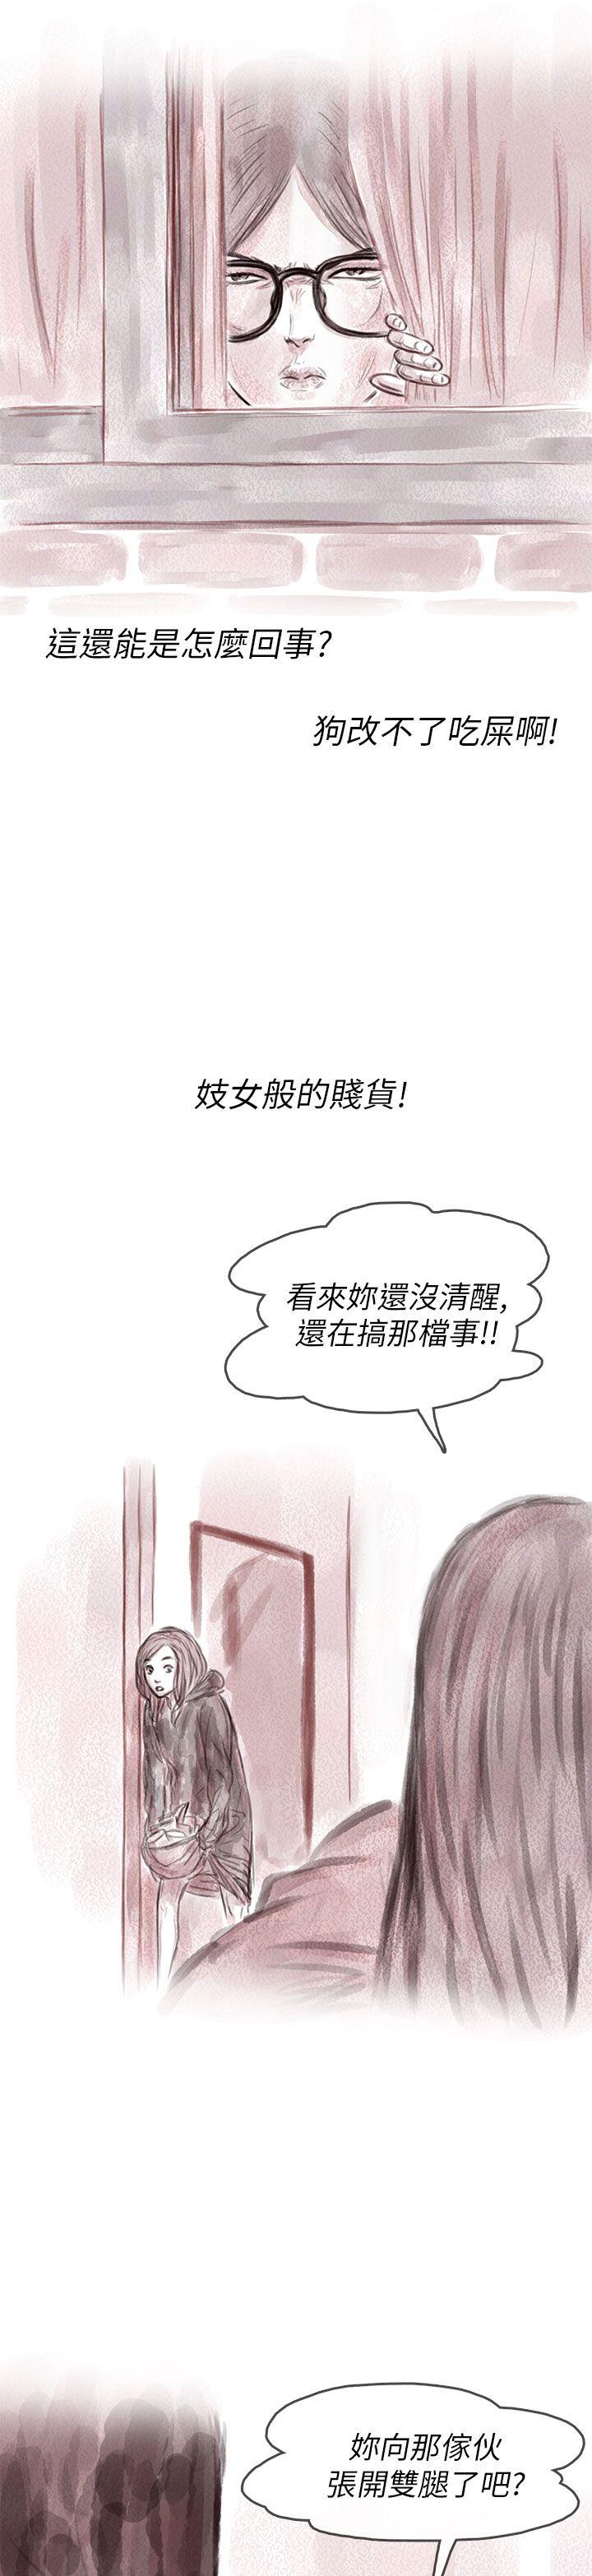 這還能是怎麼回事?
狗改不了吃屎啊!
妓女般的賤貨!
看來妳還沒清醒,
還在搞那檔事!!
妳向那傢伙
張開雙腿了吧?